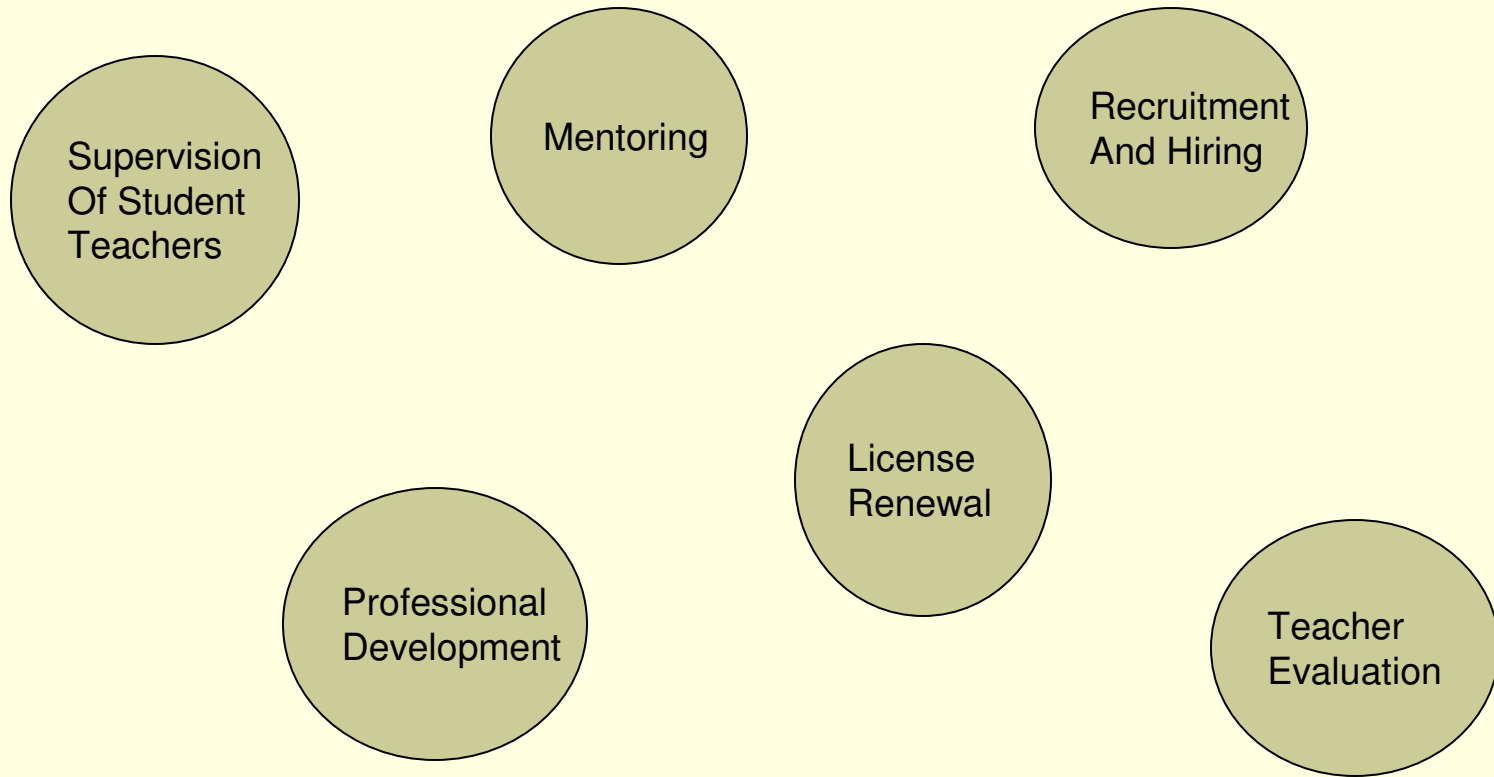 Supervision
Of Student
Teachers
Mentoring
Recruitment
And Hiring
License
Renewal
Professional
Development
Teacher
Evaluation